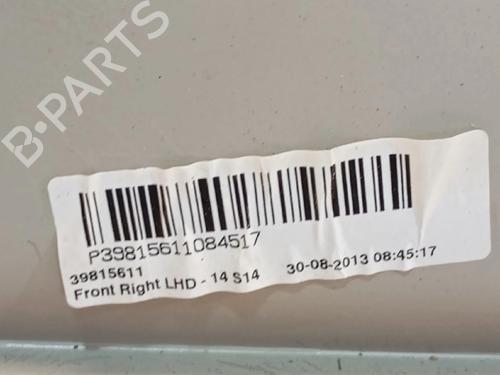 B-PARTS
P39815611084517
39815611
Front Right LHD - 14 S14
30-08-2013 08:45:17